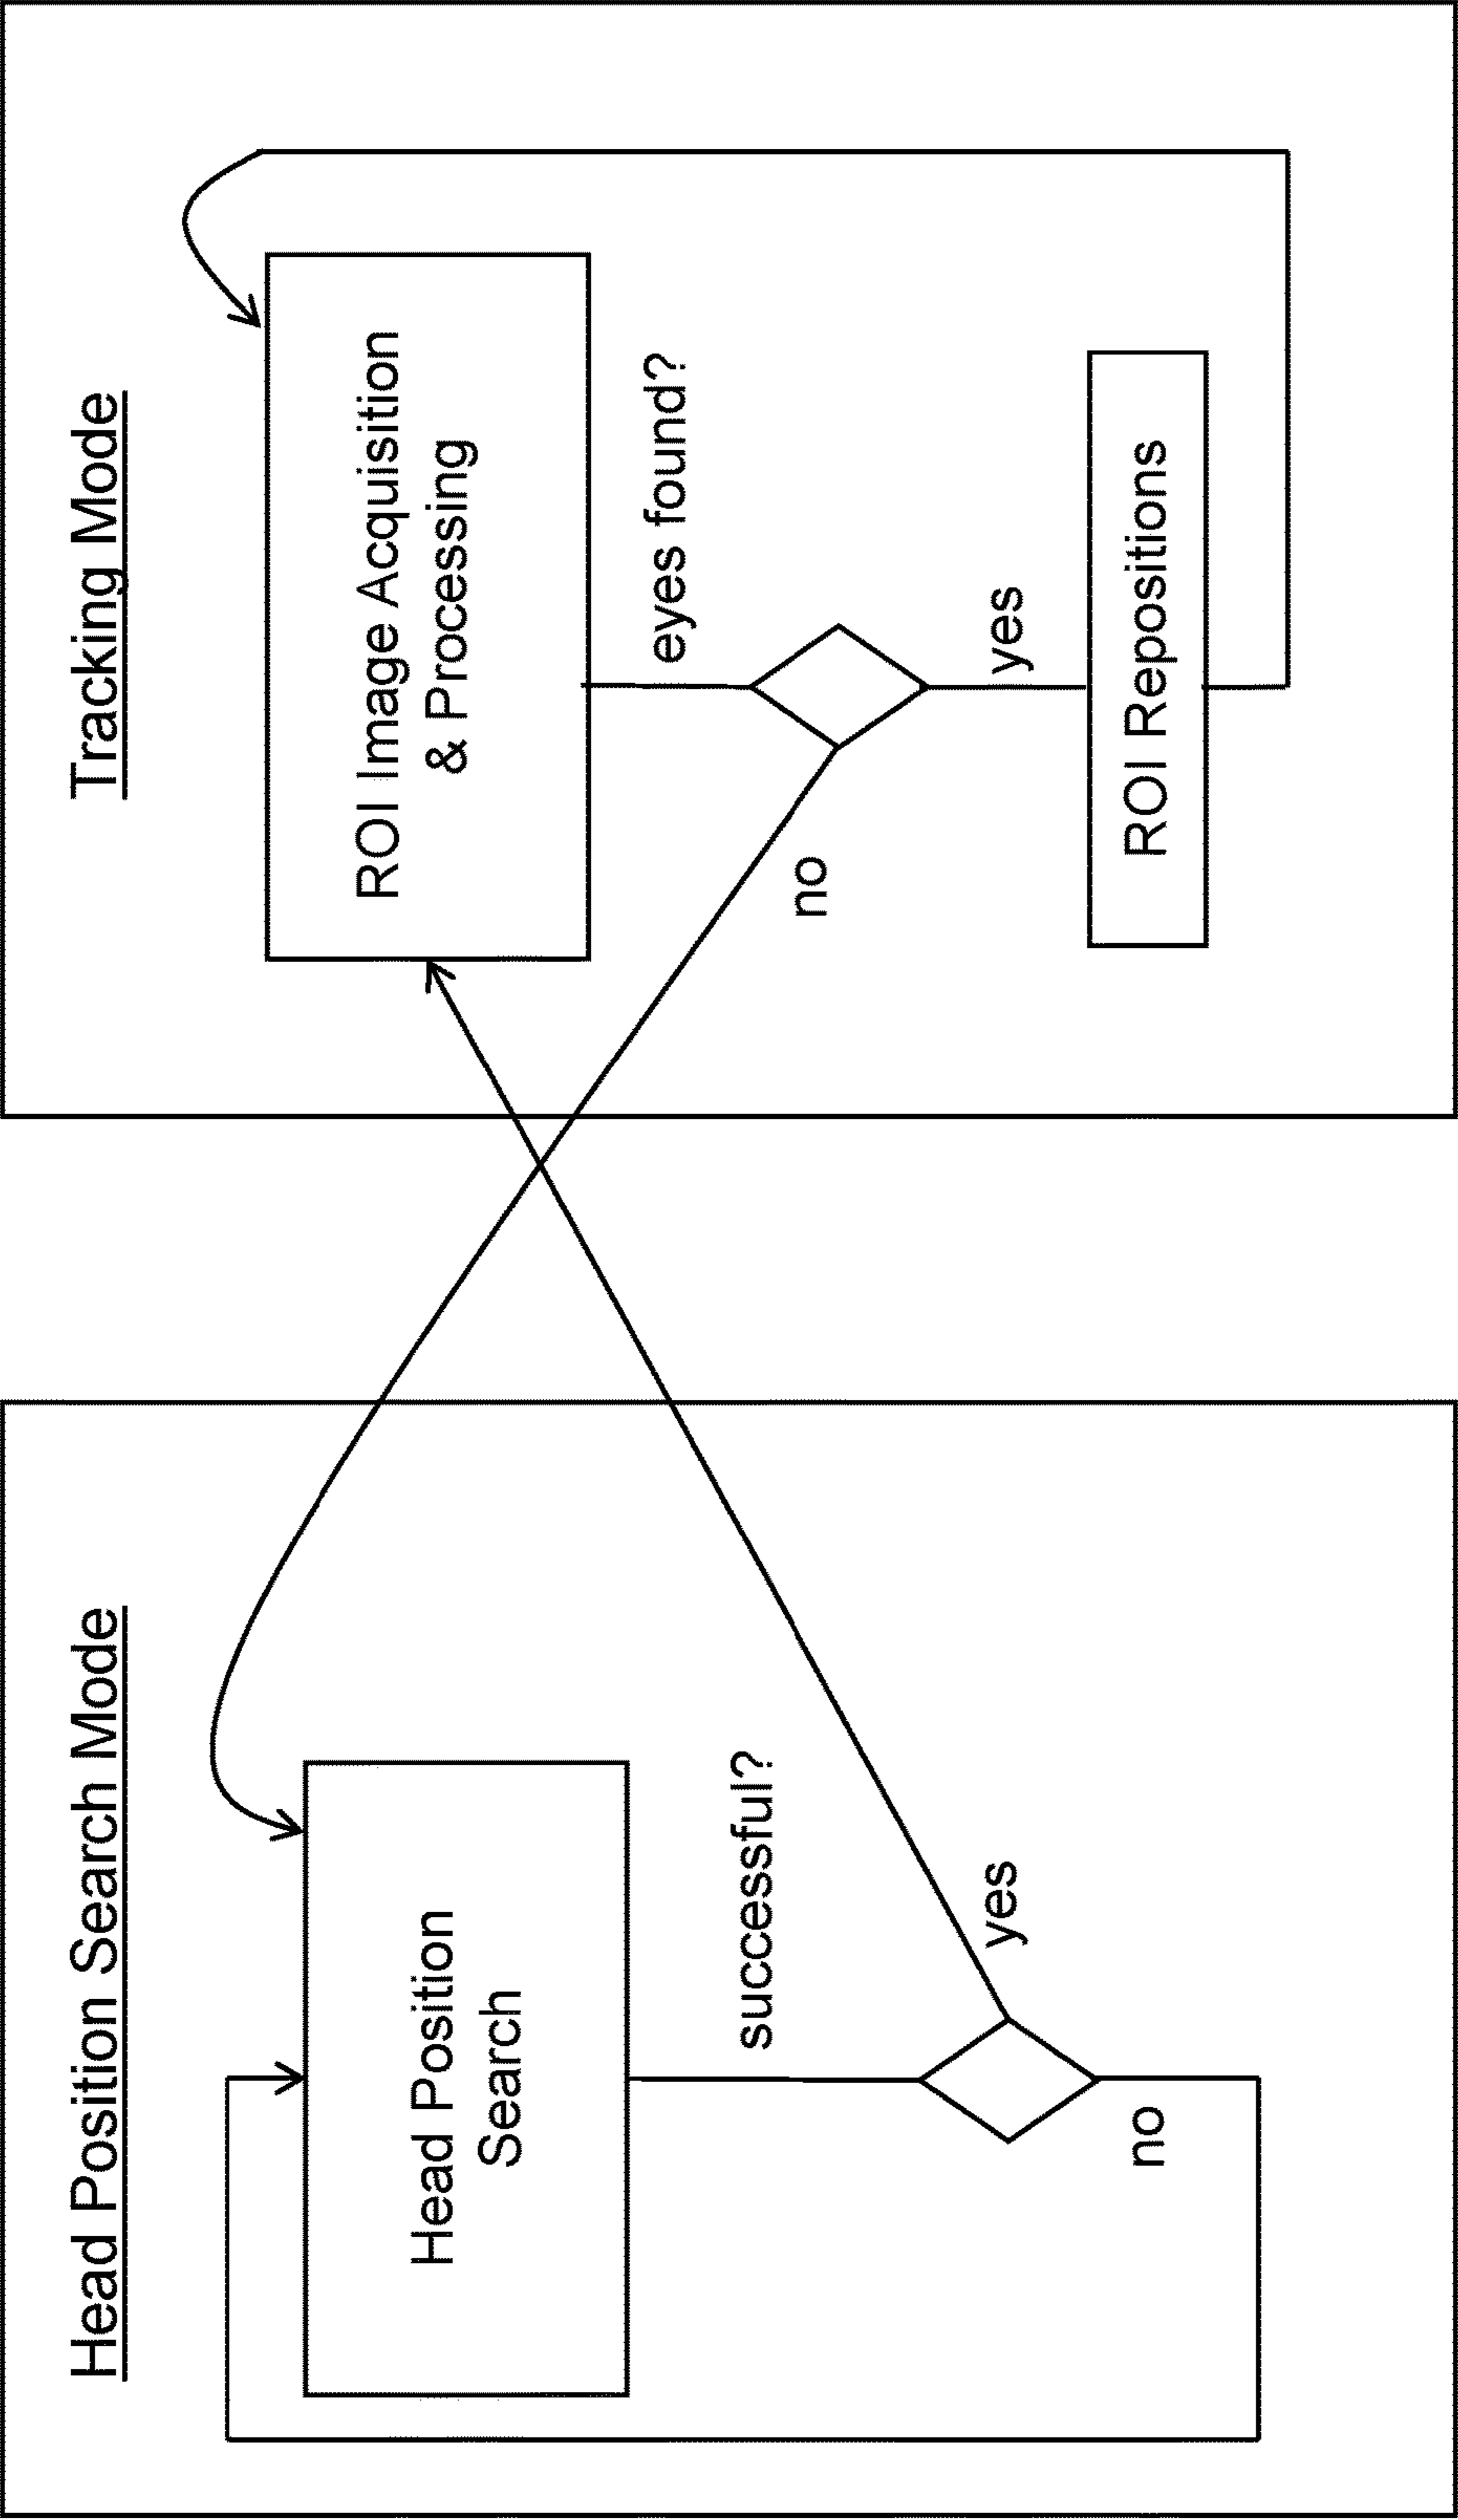 Head Position Search Mode
Head Position
Search
successful?
yes
no
Tracking Mode
ROI Image Acquisition
& Processing
eyes found?
no
yes
ROI Repositions